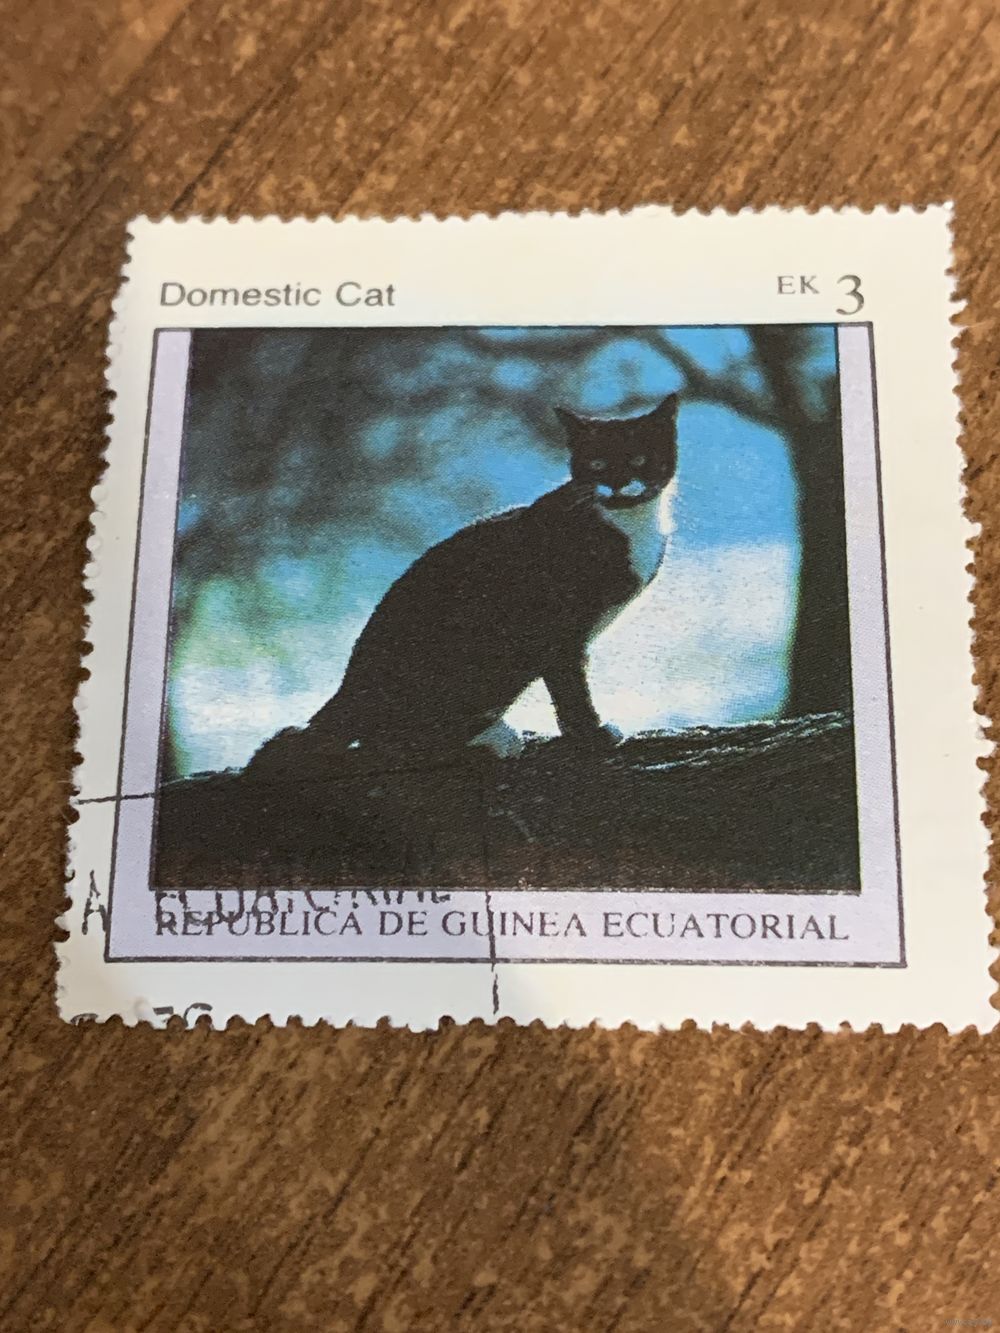 Domestic Cat
EK 3
REPUBLICA DE GUINEA ECUATORIAL